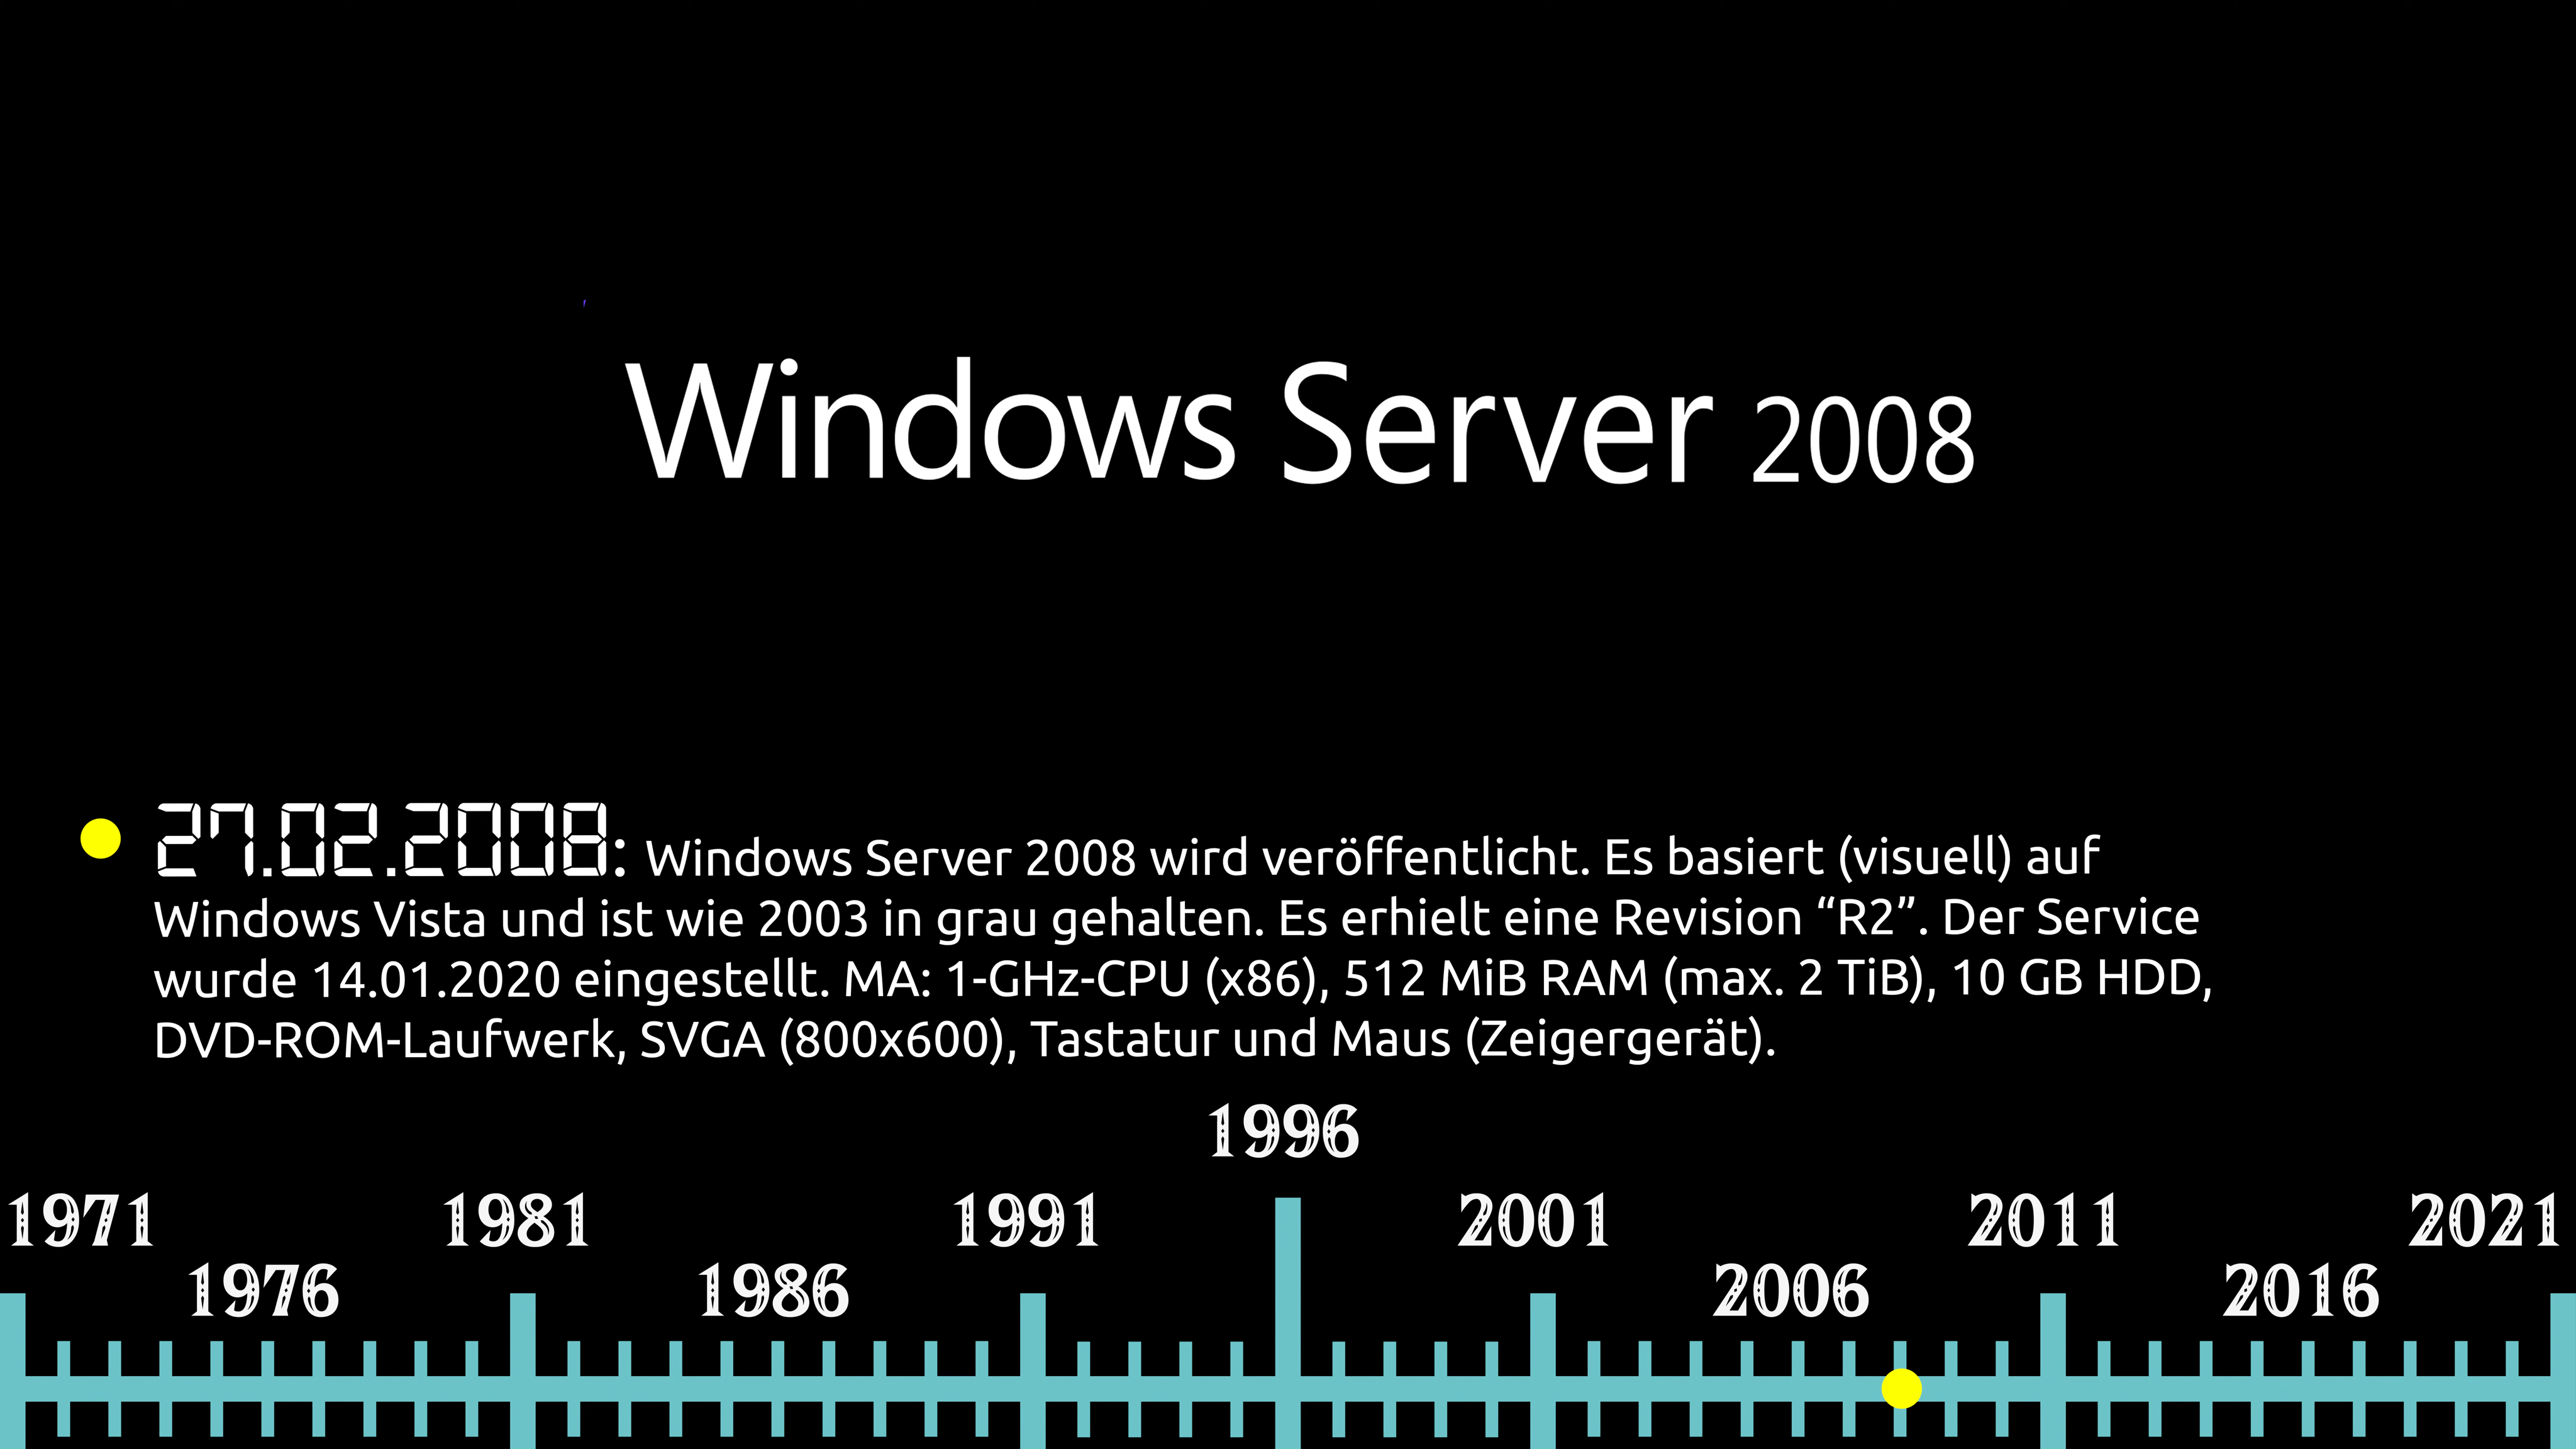 Windows Server 2008
27.02.2008: Windows Server 2008 wird veröffentlicht. Es basiert (visuell) auf
Windows Vista und ist wie 2003 in grau gehalten. Es erhielt eine Revision “R2”. Der Service
wurde 14.01.2020 eingestellt. MA: 1-GHz-CPU (x86), 512 MiB RAM (max. 2 TiB), 10 GB HDD,
DVD-ROM-Laufwerk, SVGA (800x600), Tastatur und Maus (Zeigergerät).
1996
1971 1981 1991 2001 2011 2021
1976 1986 2006 2016